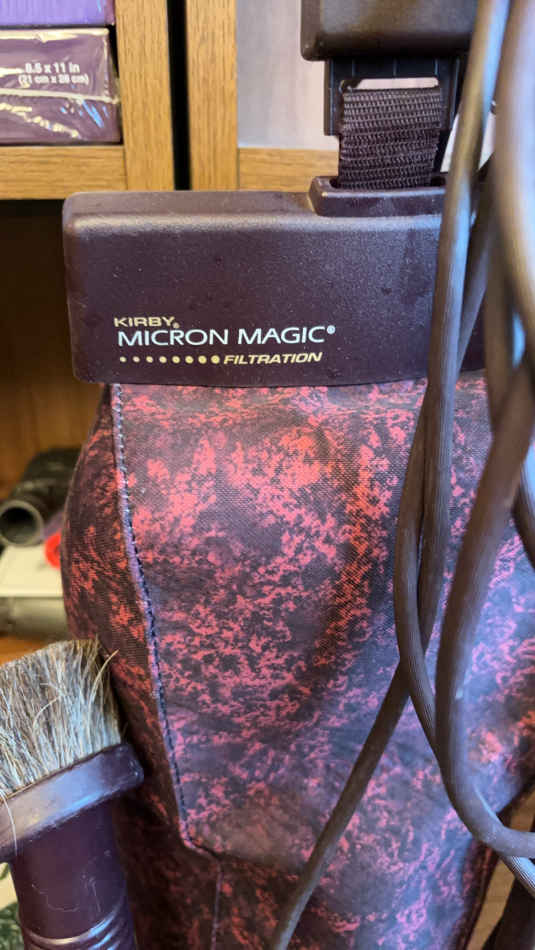 8.5 x 11 in
(21 cm x 28 cm)
KIRBY®
MICRON MAGIC®
FILTRATION